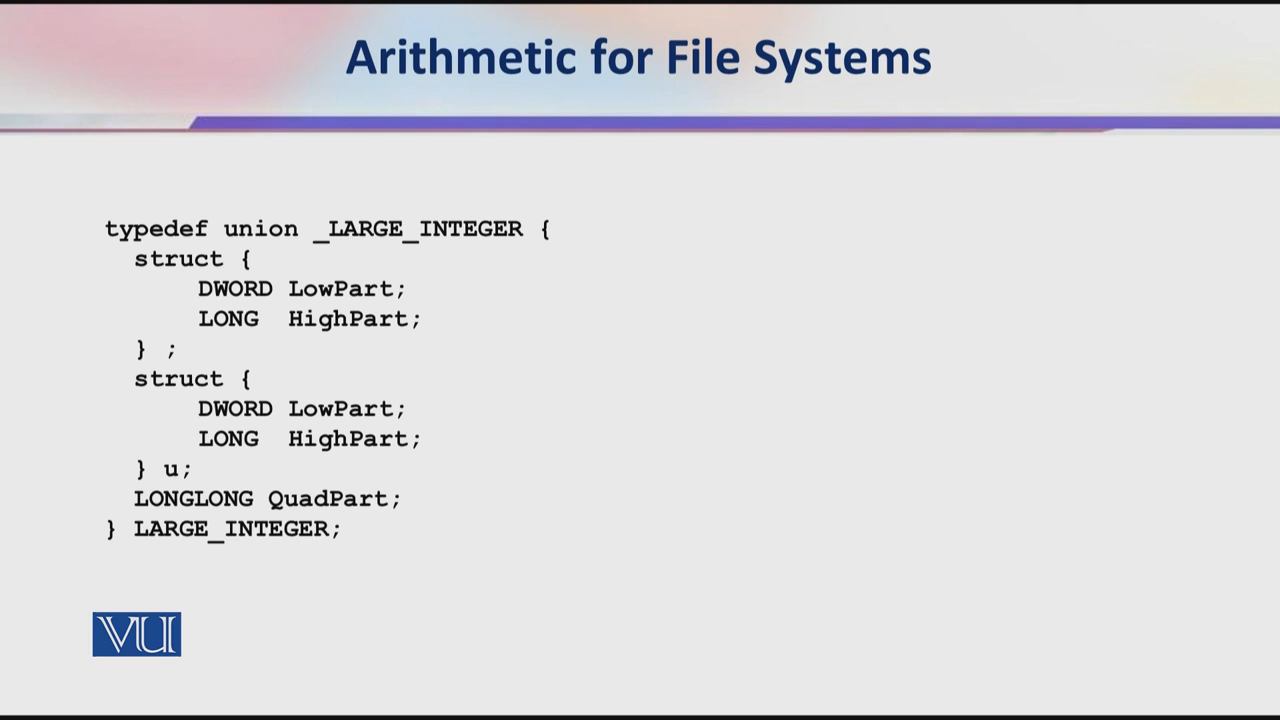 Arithmetic for File Systems
typedef union _LARGE_INTEGER {
struct {
DWORD LowPart;
LONG HighPart;
} ;
struct {
DWORD LowPart;
LONG HighPart;
} u;
LONGLONG QuadPart;
} LARGE_INTEGER;
VU